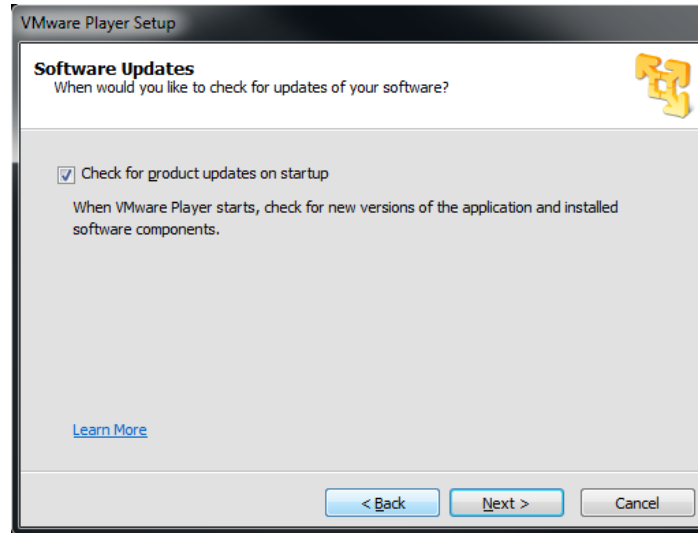 VMware Player Setup
Software Updates
When would you like to check for updates of your software?
Check for product updates on startup
When VMware Player starts, check for new versions of the application and installed
software components.
Learn More
< Back
Next >
Cancel